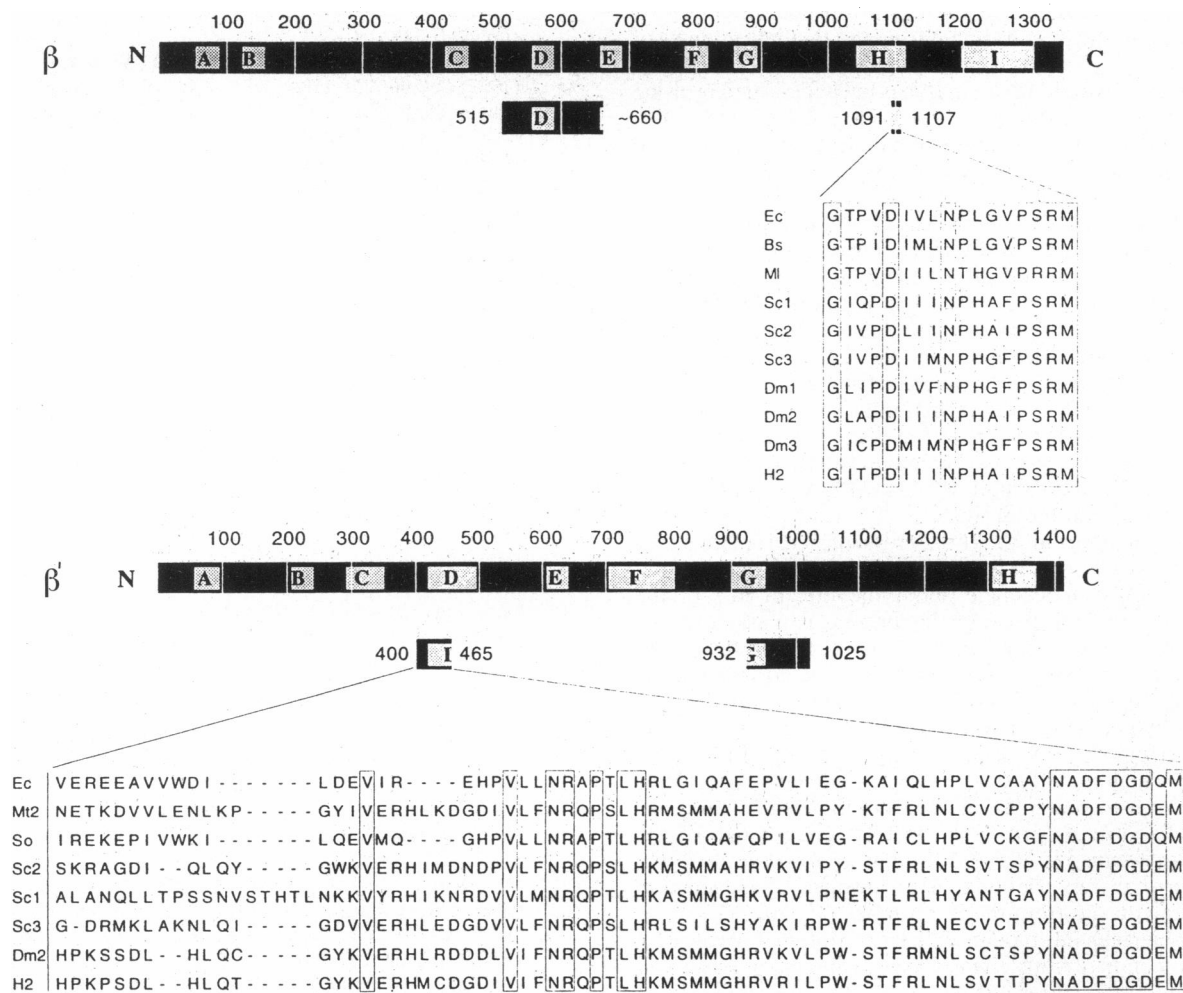 100 200 300 400 500 600 700 800 900 1000 1100 1200 1300
β N A B C D E F G H I C
515 D ~660 1091 1107
Ec GTPVDIVLNPLGVPSRM
Bs GTPIDIMLNPLGVPSRM
Ml GTPVDIILNTHGVPRRM
Sc1 GIQPDIIINPHAFPSRM
Sc2 GIVPDLIINPHAIPSRM
Sc3 GIVPDIIMNPHGFPSRM
Dm1 GLIPDIVFNPHGFPSRM
Dm2 GLAPDIIINPHAIPSRM
Dm3 GICPDMIMNPHGFPSRM
H2 GITPDIIINPHAIPSRM
100 200 300 400 500 600 700 800 900 1000 1100 1200 1300 1400
β' N A B C D E F G H C
400 465 932 G 1025
Ec VEREEAVVWDI------LDEVIR----EHPVLLNRAPTLHRLGIQAFEPVLIEG-KAIQLHPLVCAAYNADFDGDQM
Mt2 NETKDVVLENLKP-----GYIVERHLKDGDIVLFNRQPSLHRMSMMAHEVRVLPY-KTFRLNLCVCPPYNADFDGDEM
So IREKEPIVWKI------LQEVMQ----GHPVLLNRAPTLHRLGIQAFQPILVEG-RAICLHPLVCKGFNADFDGDQM
Sc2 SKRAGDI--QLQY-----GWKVERHIMDNDPVLFNRQPSLHKMSMMAHRVKVIPY-STFRLNLSVTSPYNADFDGDEM
Sc1 ALANQLLTPSSNVSTHTLNKKVYRHIKNRDVVLMNRQPTLHKASMMGHKVRVLPNEKTLRLHYANTGAYNADFDGDEM
Sc3 G-DRMKLAKNLQI-----GDVVERHLEDGDVVLFNRQPSLHRLSILSHYAKIRPW-RTFRLNECVCTPYNADFDGDEM
Dm2 HPKSSDL--HLQC-----GYKVERHLRDDDLVIFNRQPTLHKMSMMGHRVKVLPW-STFRMNLSCTSPYNADFDGDEM
H2 HPKPSDL--HLQT-----GYKVERHMCDGDIVIFNRQPTLHKMSMMGHRVRILPW-STFRLNLSVTTPYNADFDGDEM